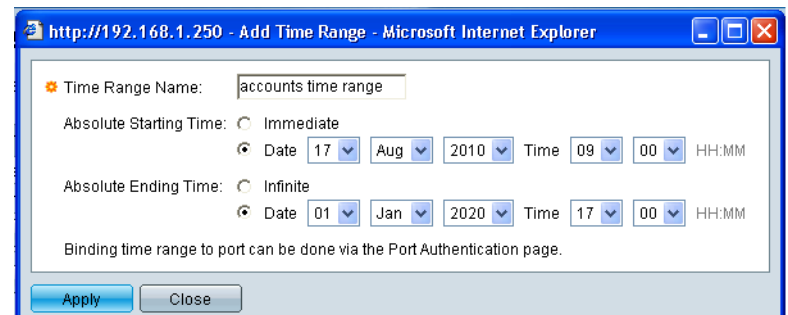 http://192.168.1.250 - Add Time Range - Microsoft Internet Explorer
Time Range Name: accounts time range
Absolute Starting Time: Immediate
Date 17 Aug 2010 Time 09 00 HH:MM
Absolute Ending Time: Infinite
Date 01 Jan 2020 Time 17 00 HH:MM
Binding time range to port can be done via the Port Authentication page.
Apply Close